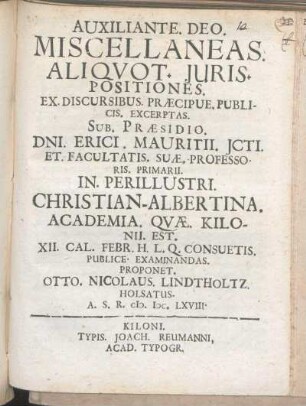 AUXILIANTE. DEO.
MISCELLANEAS.
ALIQVOT. JURIS.
POSITIONES.
EX. DISCURSIBUS. PRÆCIPUE. PUBLI-
CIS. EXCERPTAS.
SUB. PRÆSIDIO.
DNI. ERICI. MAURITII. JCTI.
ET. FACULTATIS. SUÆ. PROFESSO-
RIS. PRIMARII.
IN. PERILLUSTRI.
CHRISTIAN-ALBERTINA.
ACADEMIA. QVÆ. KILO-
NII. EST.
XII. CAL. FEBR. H. L. Q. CONSUETIS.
PUBLICE. EXAMINANDAS.
PROPONET.
OTTO. NICOLAUS. LINDTHOLTZ.
HOLSATUS.
A. S. R. cIɔ. Iɔc. LXVIII.
KILONI.
TYPIS. JOACH. REUMANNI,
ACAD. TYPOGR.